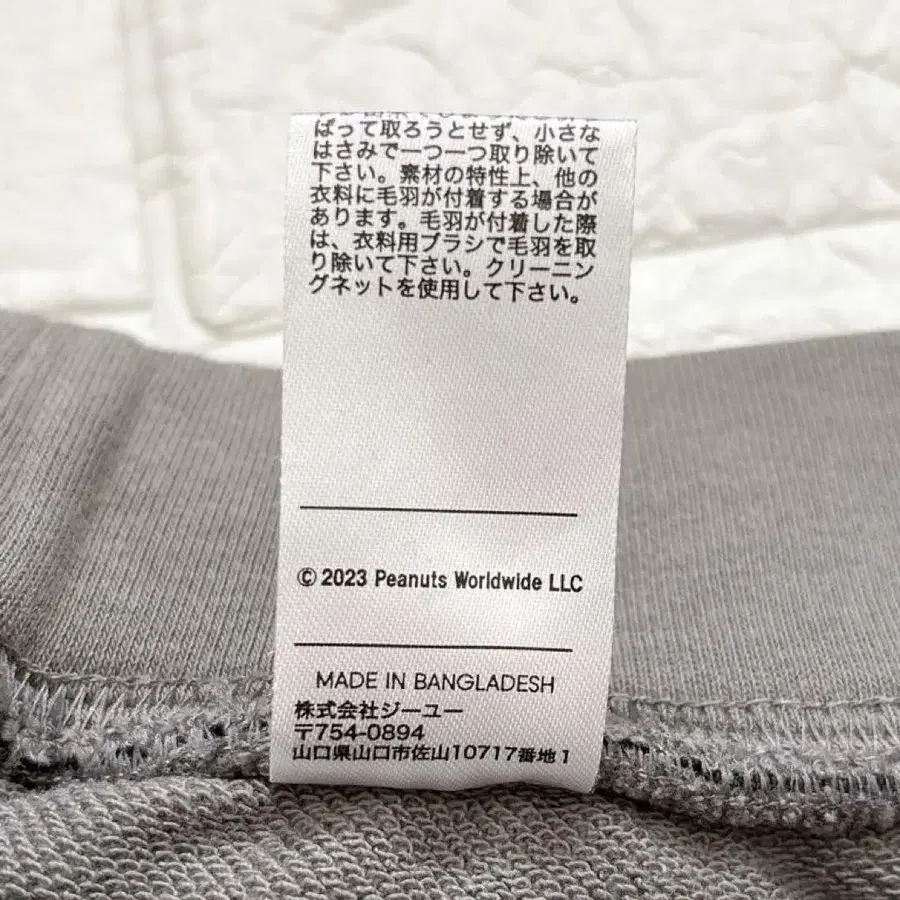 ぱって取ろうとせず、小さな
はさみで一つ一つ取り除いて
下さい。素材の特性上、他の
衣料に毛羽が付着する場合が
あります。毛羽が付着した際
は、衣料用ブラシで毛羽を取
り除いて下さい。クリーニン
グネットを使用して下さい。
© 2023 Peanuts Worldwide LLC
MADE IN BANGLADESH
株式会社ジーユー
〒754-0894
山口県山口市佐山10717番地1